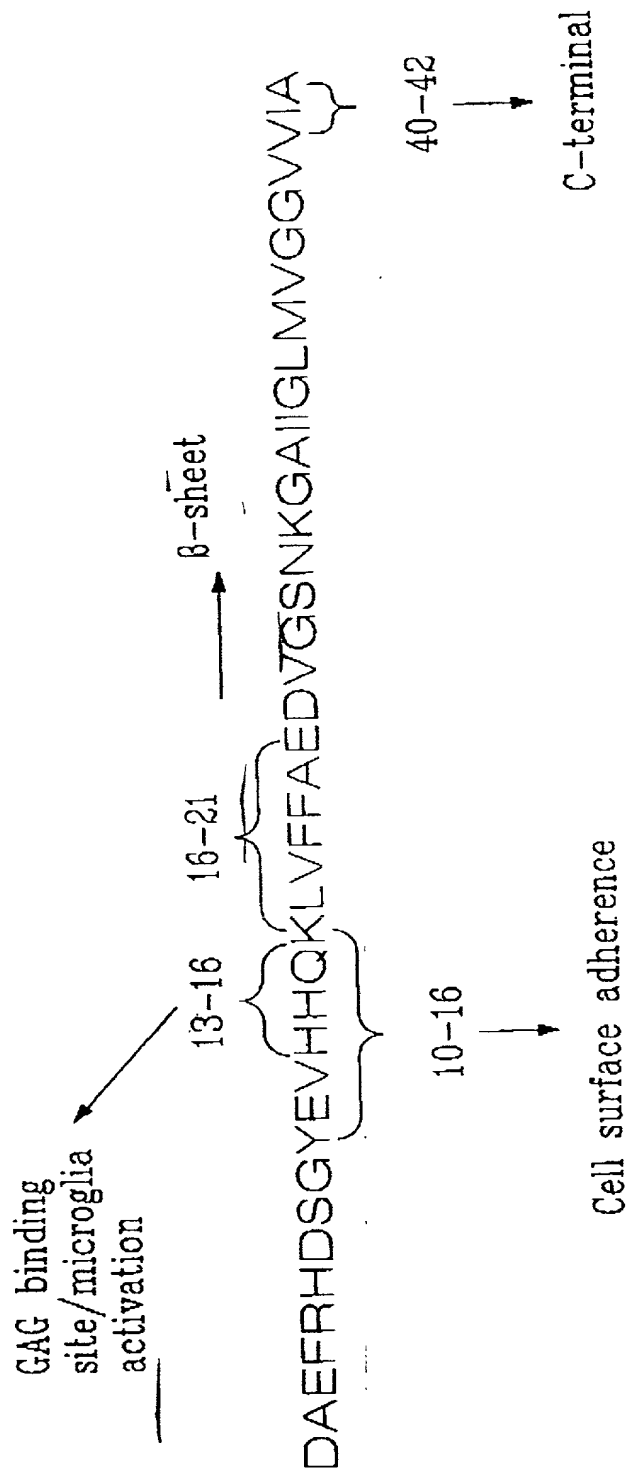 GAG binding
site/microglia
activation
13-16
16-21
β-sheet
DAEFRHDSGYEVHHQKLVFFAEDVGSNKGAIIGLMVGGVVIA
10-16
40-42
Cell surface adherence
C-terminal